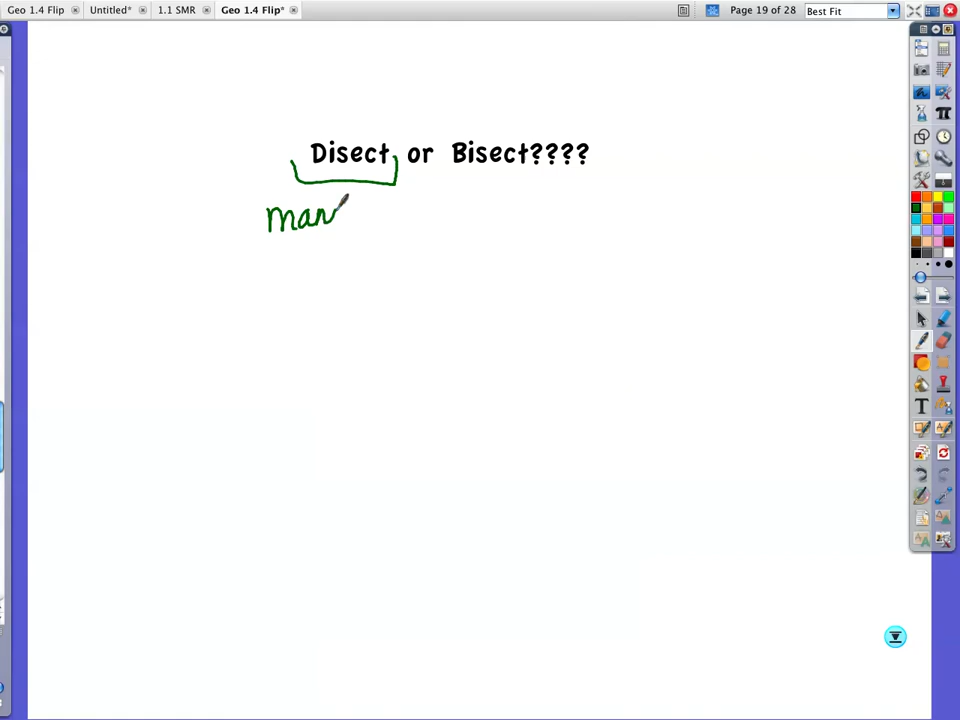 Geo 1.4 Flip Untitled* 1.1 SMR Geo 1.4 Flip* Page 19 of 28 Best Fit
Disect or Bisect????
man